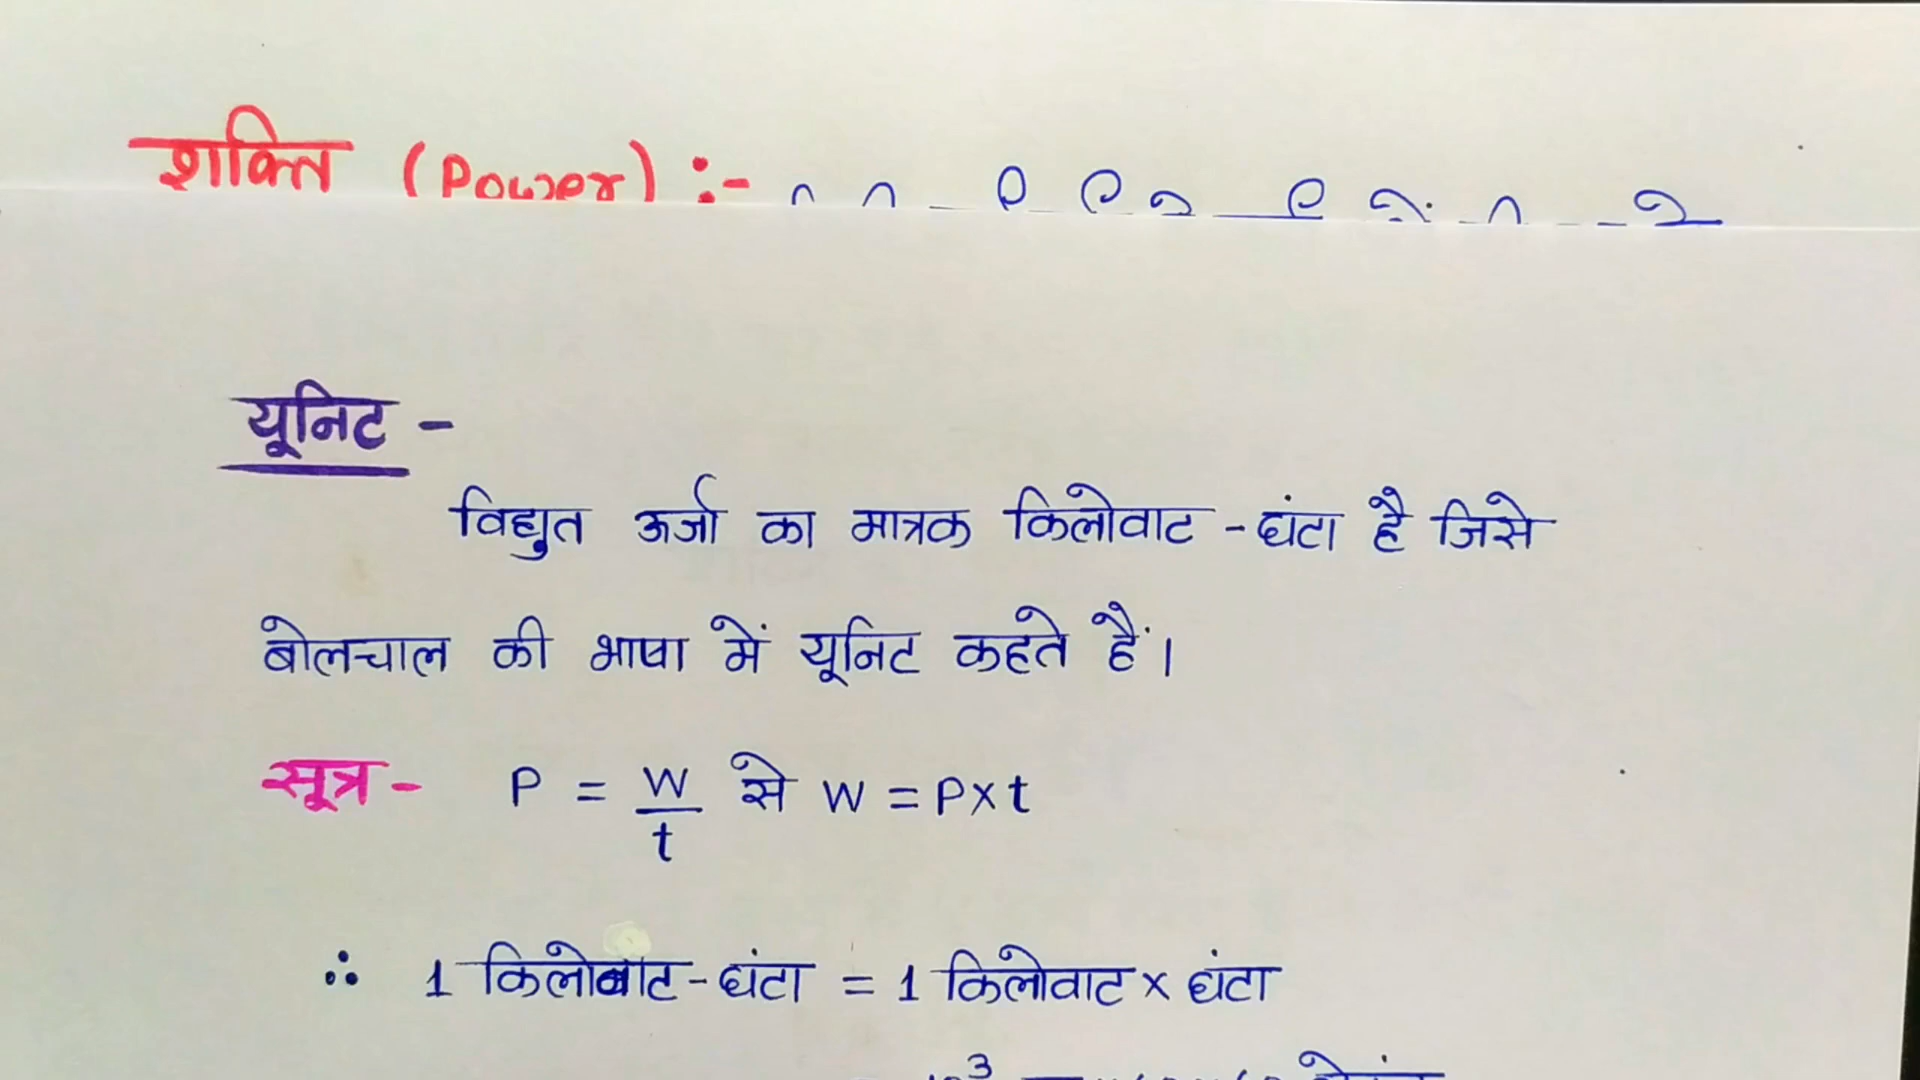 शक्ति (Power) :-
यूनिट -
विद्युत ऊर्जा का मात्रक किलोवाट - घंटा है जिसे
बोलचाल की भाषा में यूनिट कहते हैं।
सूत्र - P = W/t से W = P×t
∴ 1 किलोवाट - घंटा = 1 किलोवाट × घंटा